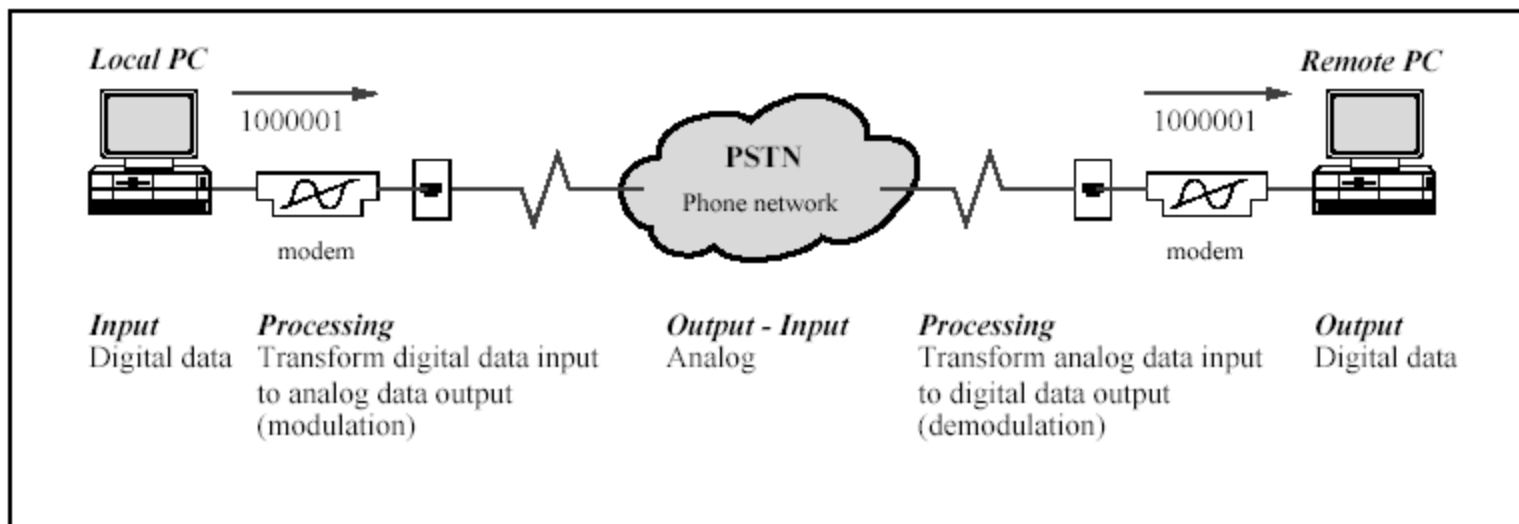 Local PC
Remote PC
1000001
1000001
PSTN
Phone network
modem
modem
Input
Digital data
Processing
Transform digital data input
to analog data output
(modulation)
Output - Input
Analog
Processing
Transform analog data input
to digital data output
(demodulation)
Output
Digital data